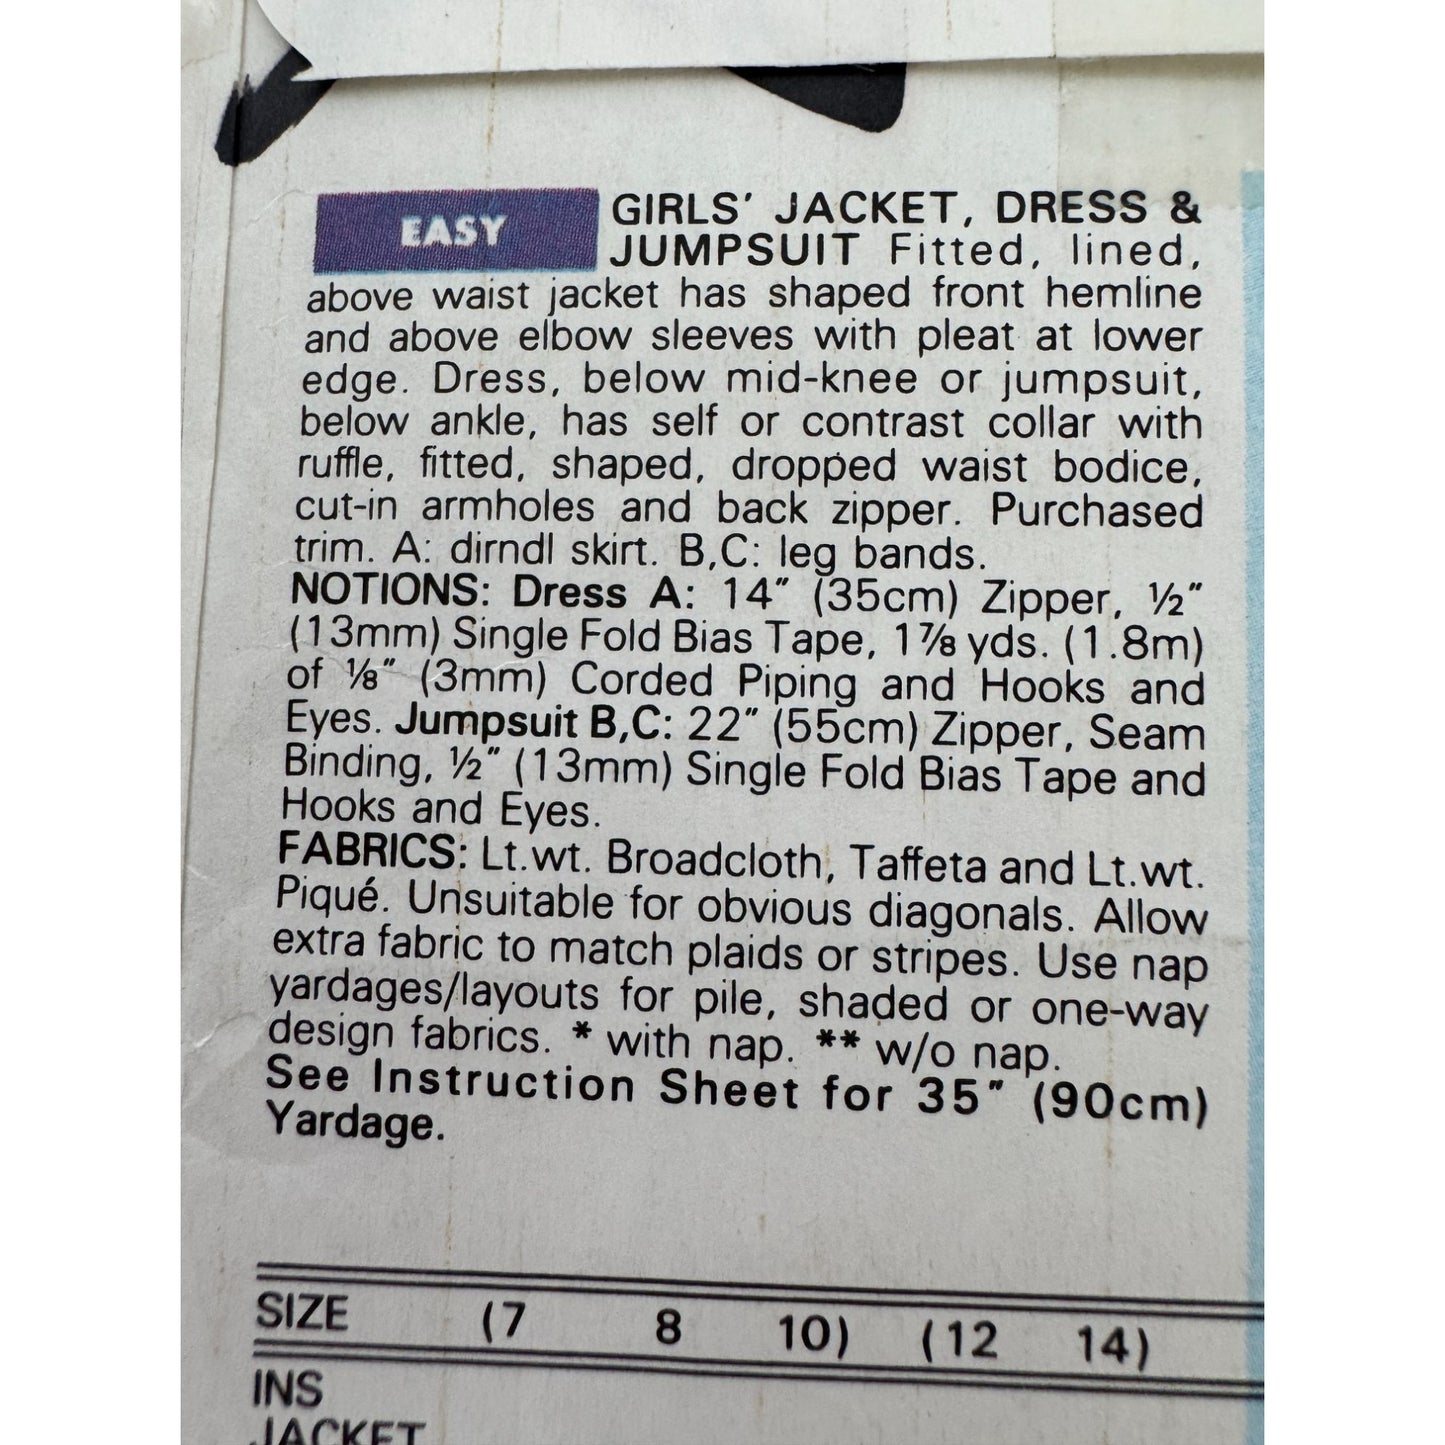 EASY GIRLS' JACKET, DRESS &
JUMPSUIT Fitted, lined,
above waist jacket has shaped front hemline
and above elbow sleeves with pleat at lower
edge. Dress, below mid-knee or jumpsuit,
below ankle, has self or contrast collar with
ruffle, fitted, shaped, dropped waist bodice,
cut-in armholes and back zipper. Purchased
trim. A: dirndl skirt. B,C: leg bands.
NOTIONS: Dress A: 14" (35cm) Zipper, ½"
(13mm) Single Fold Bias Tape, 1⅞ yds. (1.8m)
of ⅛" (3mm) Corded Piping and Hooks and
Eyes. Jumpsuit B,C: 22" (55cm) Zipper, Seam
Binding, ½" (13mm) Single Fold Bias Tape and
Hooks and Eyes.
FABRICS: Lt.wt. Broadcloth, Taffeta and Lt.wt.
Piqué. Unsuitable for obvious diagonals. Allow
extra fabric to match plaids or stripes. Use nap
yardages/layouts for pile, shaded or one-way
design fabrics. * with nap. ** w/o nap.
See Instruction Sheet for 35" (90cm)
Yardage.
SIZE (7 8 10) (12 14)
INS
JACKET